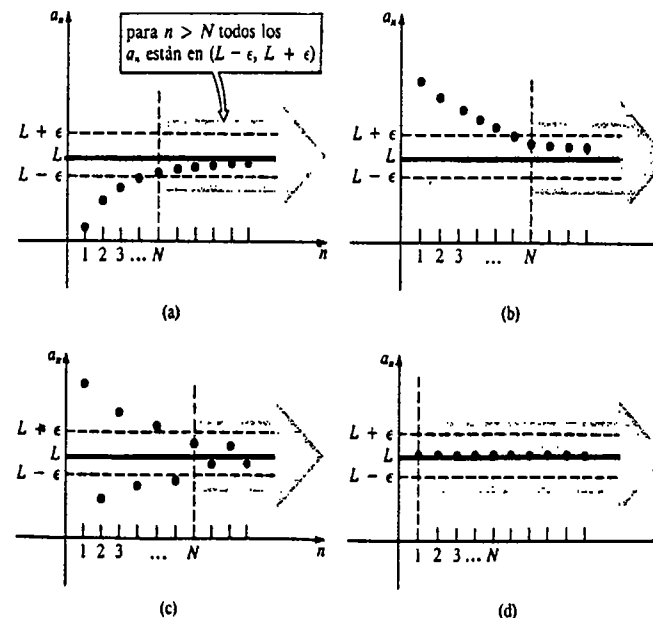 aₙ
para n > N todos los
aₙ están en (L − ϵ, L + ϵ)
L + ϵ
L
L − ϵ
1 2 3 ... N n
(a)
aₙ
L + ϵ
L
L − ϵ
1 2 3 ... N
(b)
aₙ
L + ϵ
L
L − ϵ
1 2 3 ... N n
(c)
aₙ
L + ϵ
L
L − ϵ
1 2 3 ... N
(d)